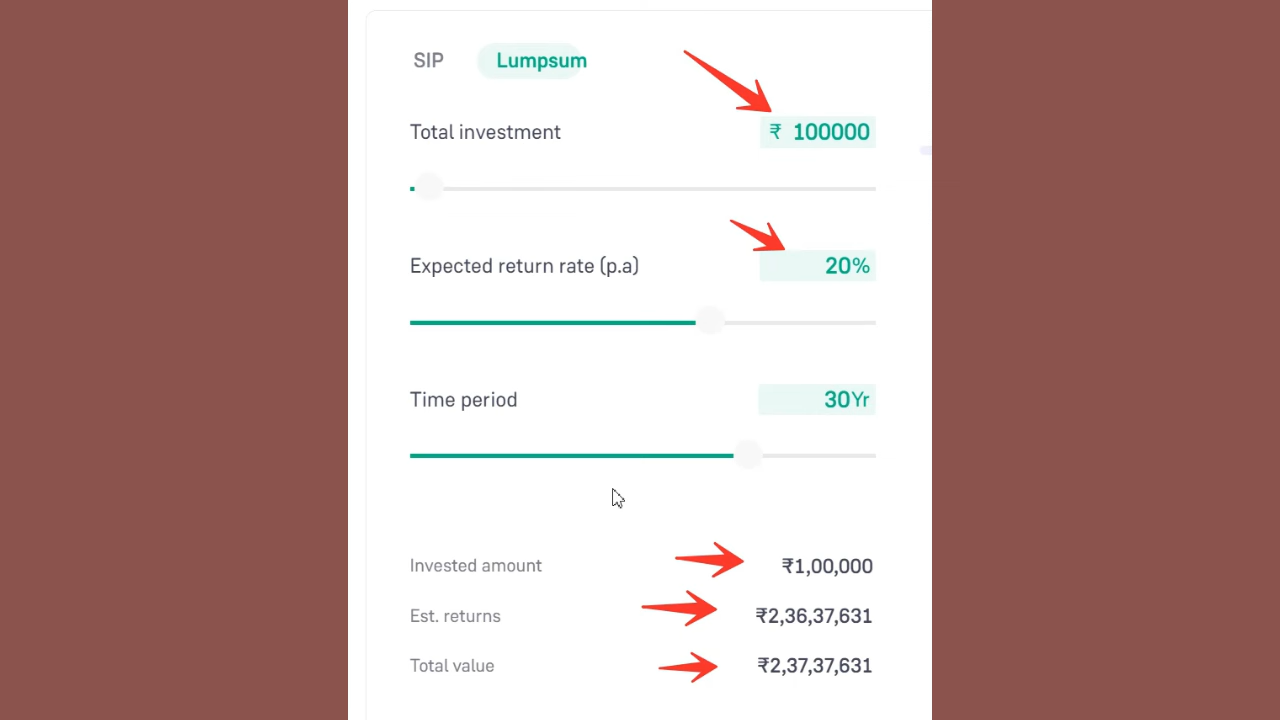 SIP Lumpsum
Total investment ₹ 100000
Expected return rate (p.a) 20%
Time period 30Yr
Invested amount ₹1,00,000
Est. returns ₹2,36,37,631
Total value ₹2,37,37,631